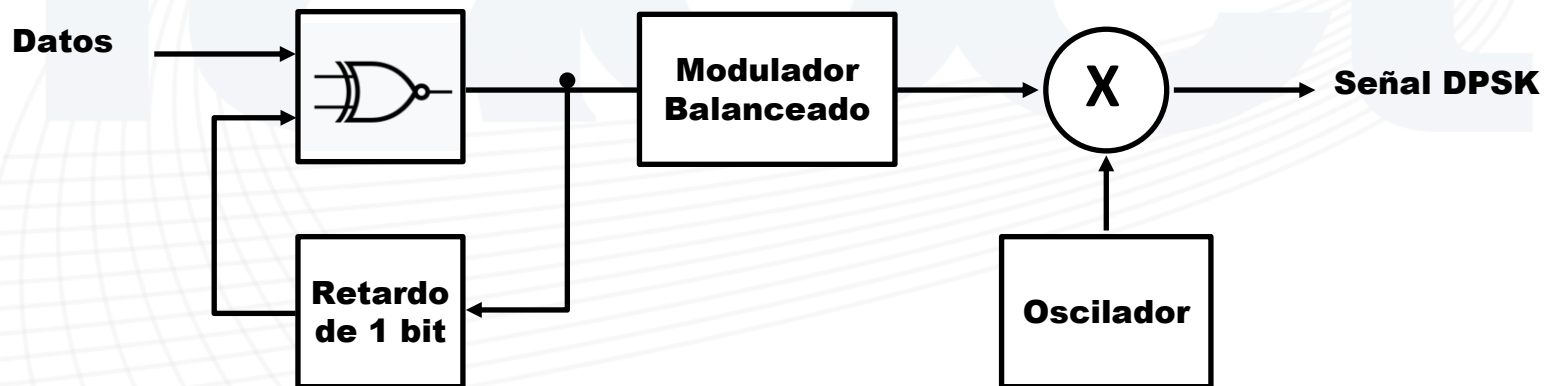 Datos
Modulador
Balanceado
X
Señal DPSK
Retardo
de 1 bit
Oscilador